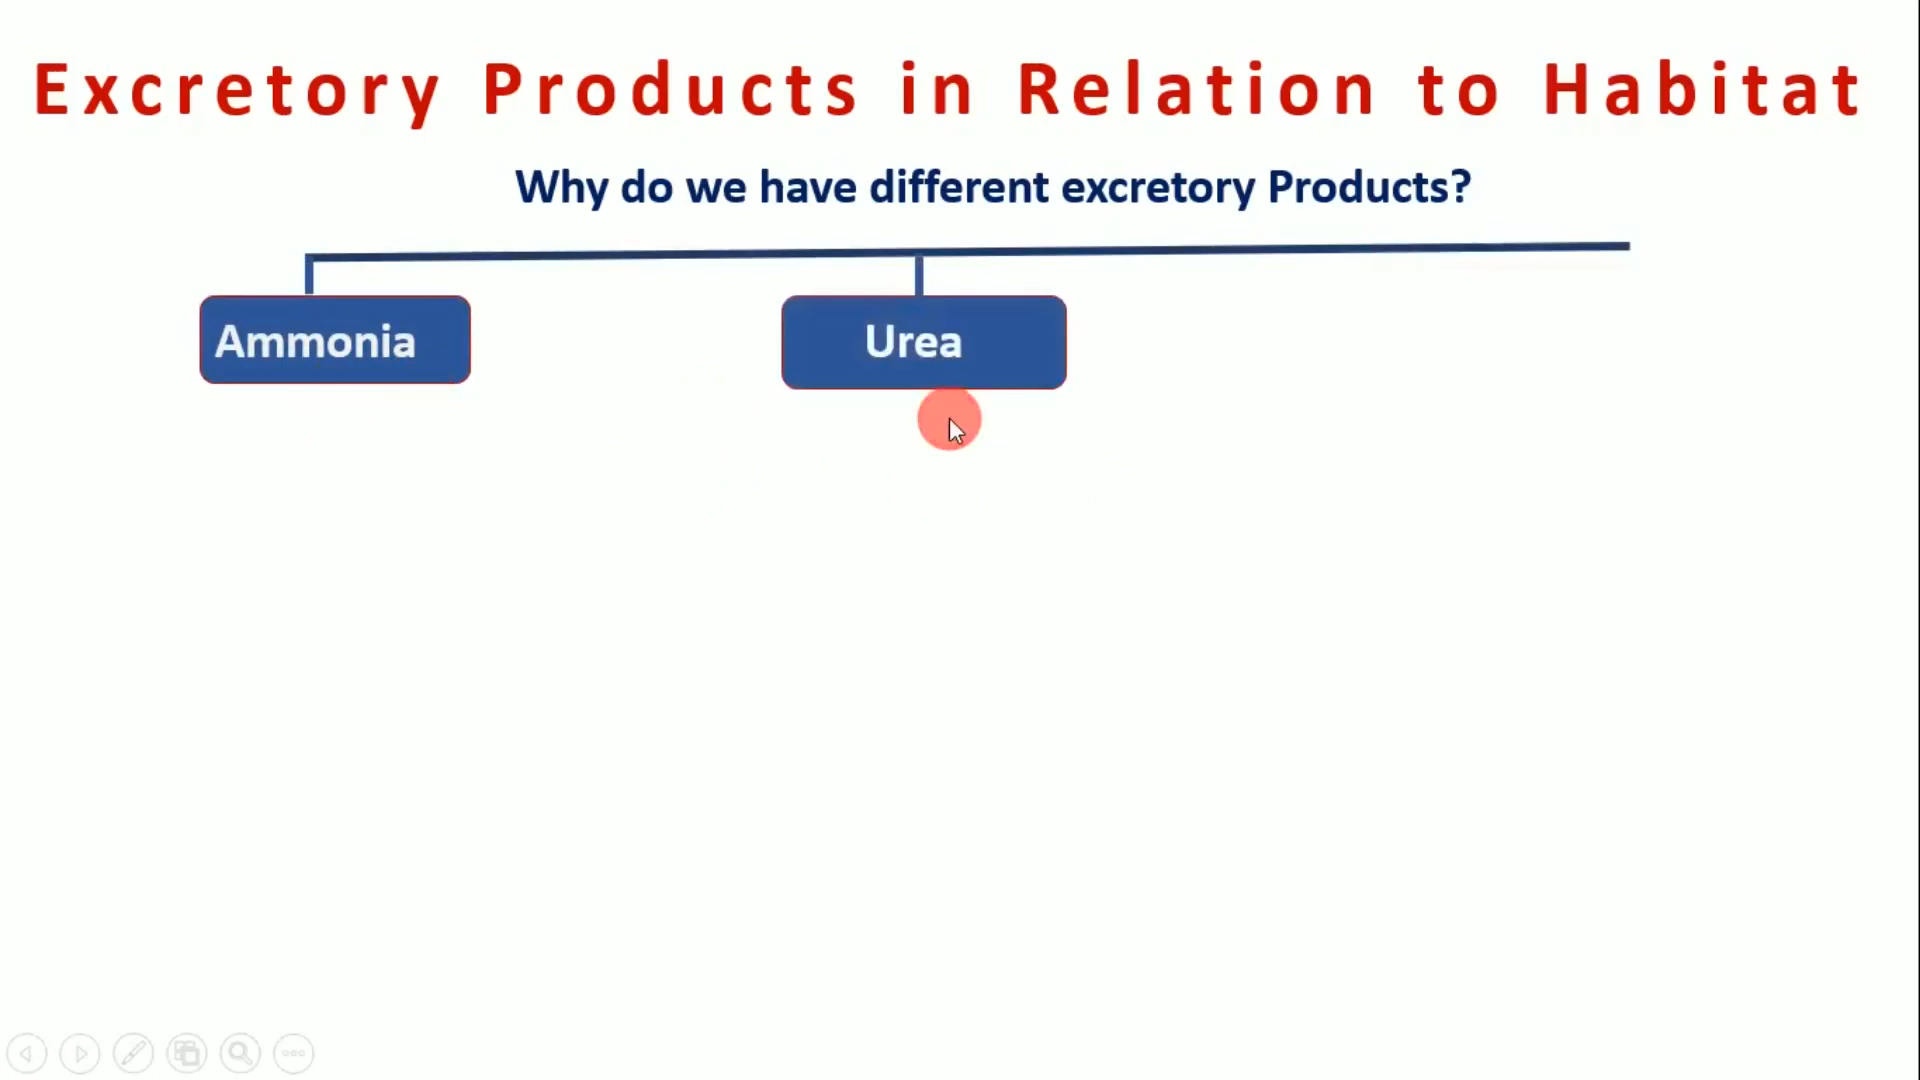 Excretory Products in Relation to Habitat
Why do we have different excretory Products?
Ammonia
Urea